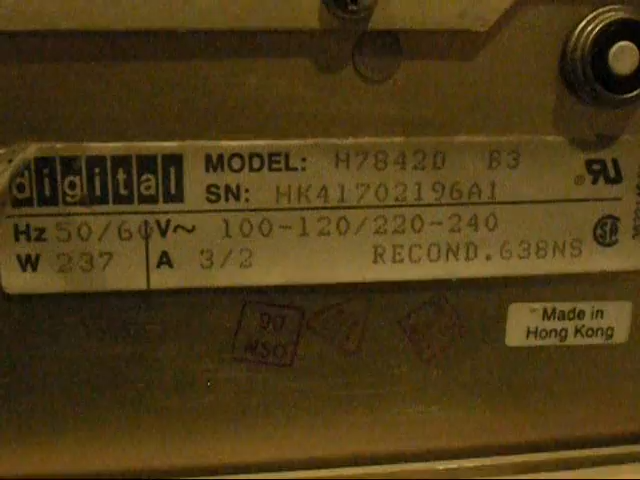 digital
MODEL: H7842D B3
SN: HK41702196A1
Hz 50/60 V~ 100-120/220-240
W 237 A 3/2 RECOND.G38NS
Made in
Hong Kong